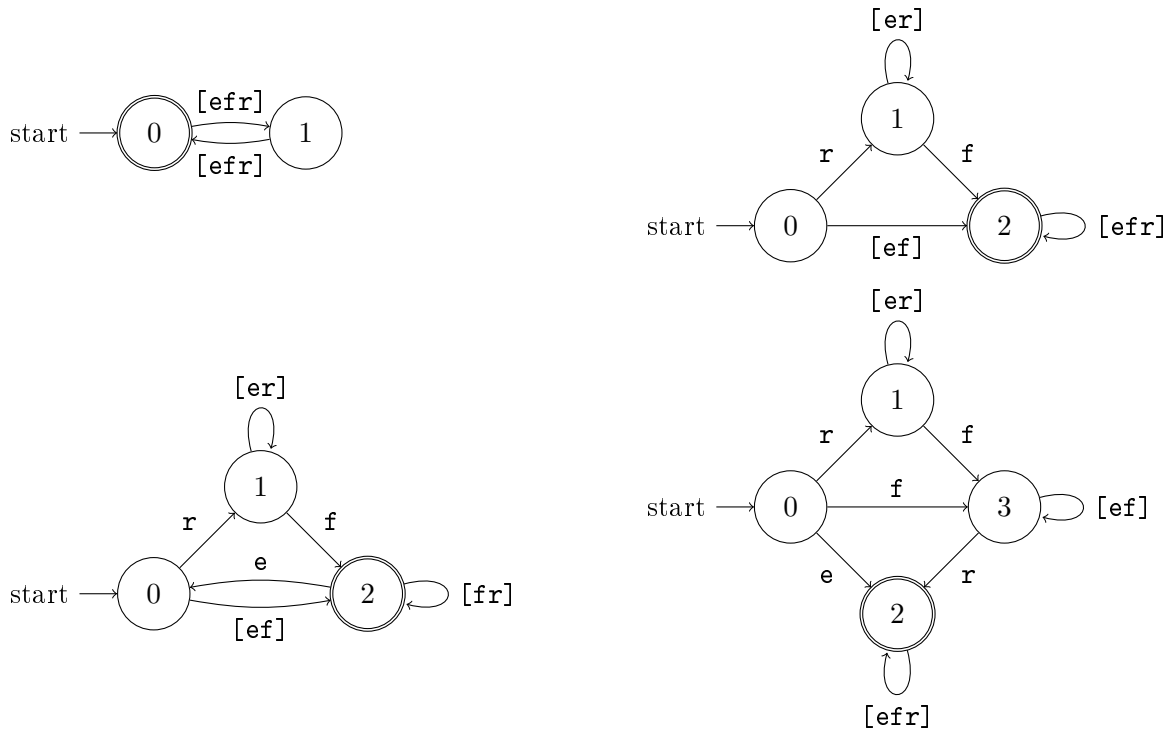 [efr]
start 0 1
[efr]
[er]
1
r f
start 0 2 [efr]
[ef]
[er]
1
r f
e
start 0 2 [fr]
[ef]
[er]
1
r f
f
start 0 3 [ef]
e r
2
[efr]